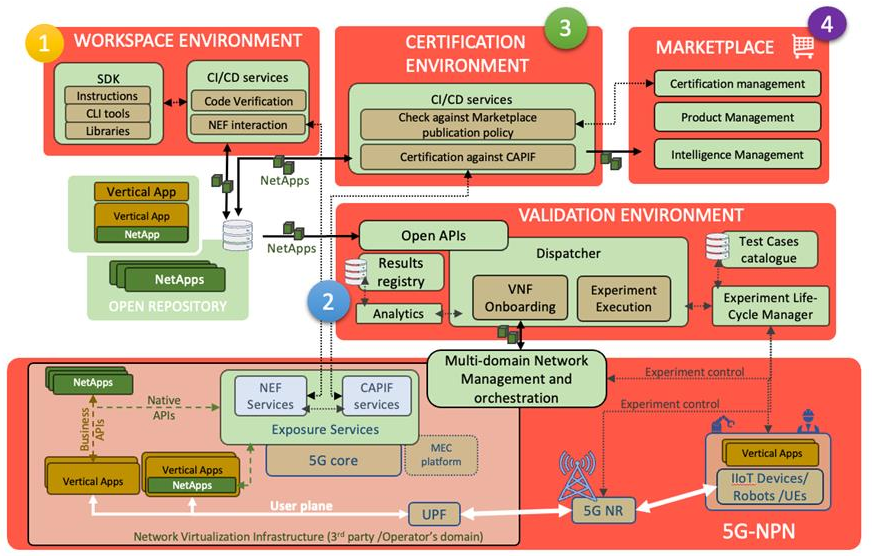 1
WORKSPACE ENVIRONMENT
SDK
Instructions
CLI tools
Libraries
CI/CD services
Code Verification
NEF interaction
3
CERTIFICATION
ENVIRONMENT
CI/CD services
Check against Marketplace
publication policy
Certification against CAPIF
4
MARKETPLACE
Certification management
Product Management
Intelligence Management
NetApps
Vertical App
Vertical App
NetApp
NetApps
OPEN REPOSITORY
NetApps
2
VALIDATION ENVIRONMENT
Open APIs
Results
registry
Analytics
Dispatcher
VNF
Onboarding
Experiment
Execution
Test Cases
catalogue
Experiment Life-
Cycle Manager
Multi-domain Network
Management and
orchestration
Experiment control
Experiment control
NetApps
Business
APIs
Native
APIs
NEF
Services
CAPIF
services
Exposure Services
5G core
MEC
platform
Vertical Apps
Vertical Apps
NetApps
User plane
UPF
5G NR
Vertical Apps
IIoT Devices/
Robots /UEs
5G-NPN
Network Virtualization Infrastructure (3rd party /Operator's domain)